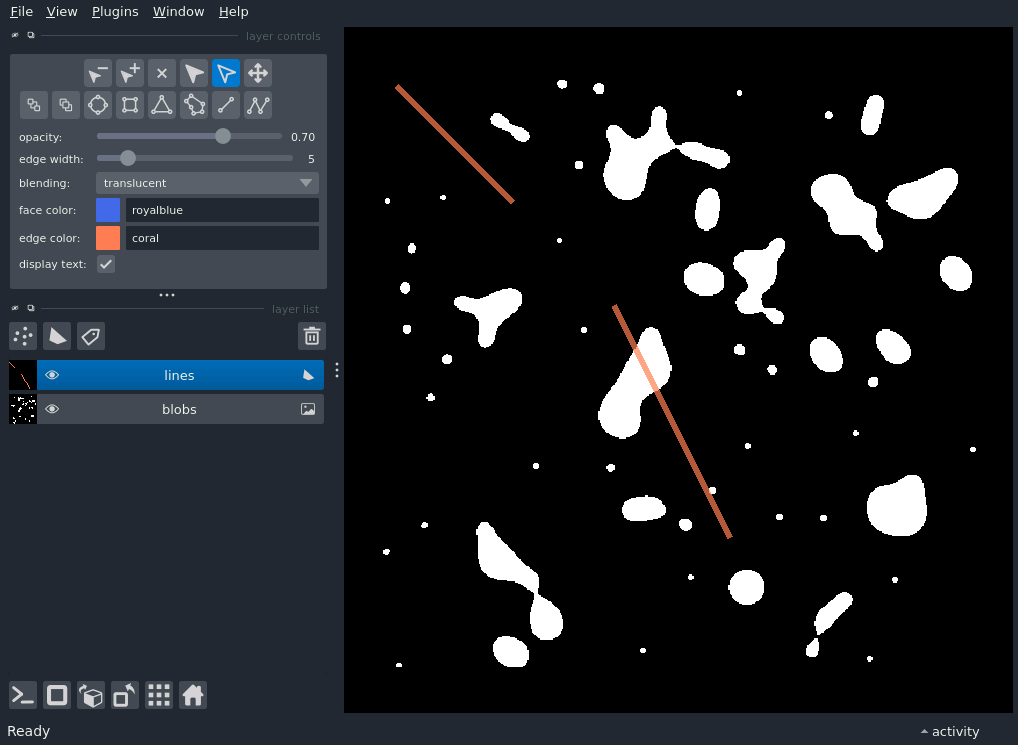 File View Plugins Window Help
layer controls
opacity: 0.70
edge width: 5
blending: translucent
face color: royalblue
edge color: coral
display text:
layer list
lines
blobs
Ready
activity